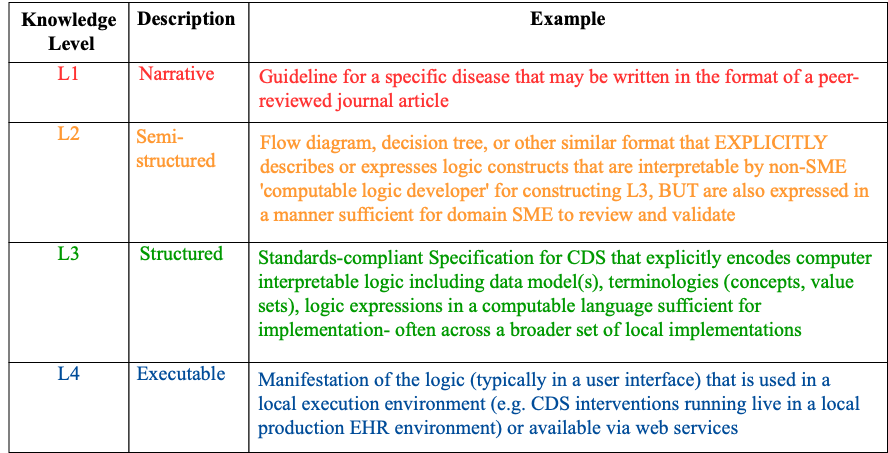 Knowledge Level
Description
Example
L1
Narrative
Guideline for a specific disease that may be written in the format of a peer-
reviewed journal article
L2
Semi-
structured
Flow diagram, decision tree, or other similar format that EXPLICITLY
describes or expresses logic constructs that are interpretable by non-SME
'computable logic developer' for constructing L3, BUT are also expressed in
a manner sufficient for domain SME to review and validate
L3
Structured
Standards-compliant Specification for CDS that explicitly encodes computer
interpretable logic including data model(s), terminologies (concepts, value
sets), logic expressions in a computable language sufficient for
implementation- often across a broader set of local implementations
L4
Executable
Manifestation of the logic (typically in a user interface) that is used in a
local execution environment (e.g. CDS interventions running live in a local
production EHR environment) or available via web services